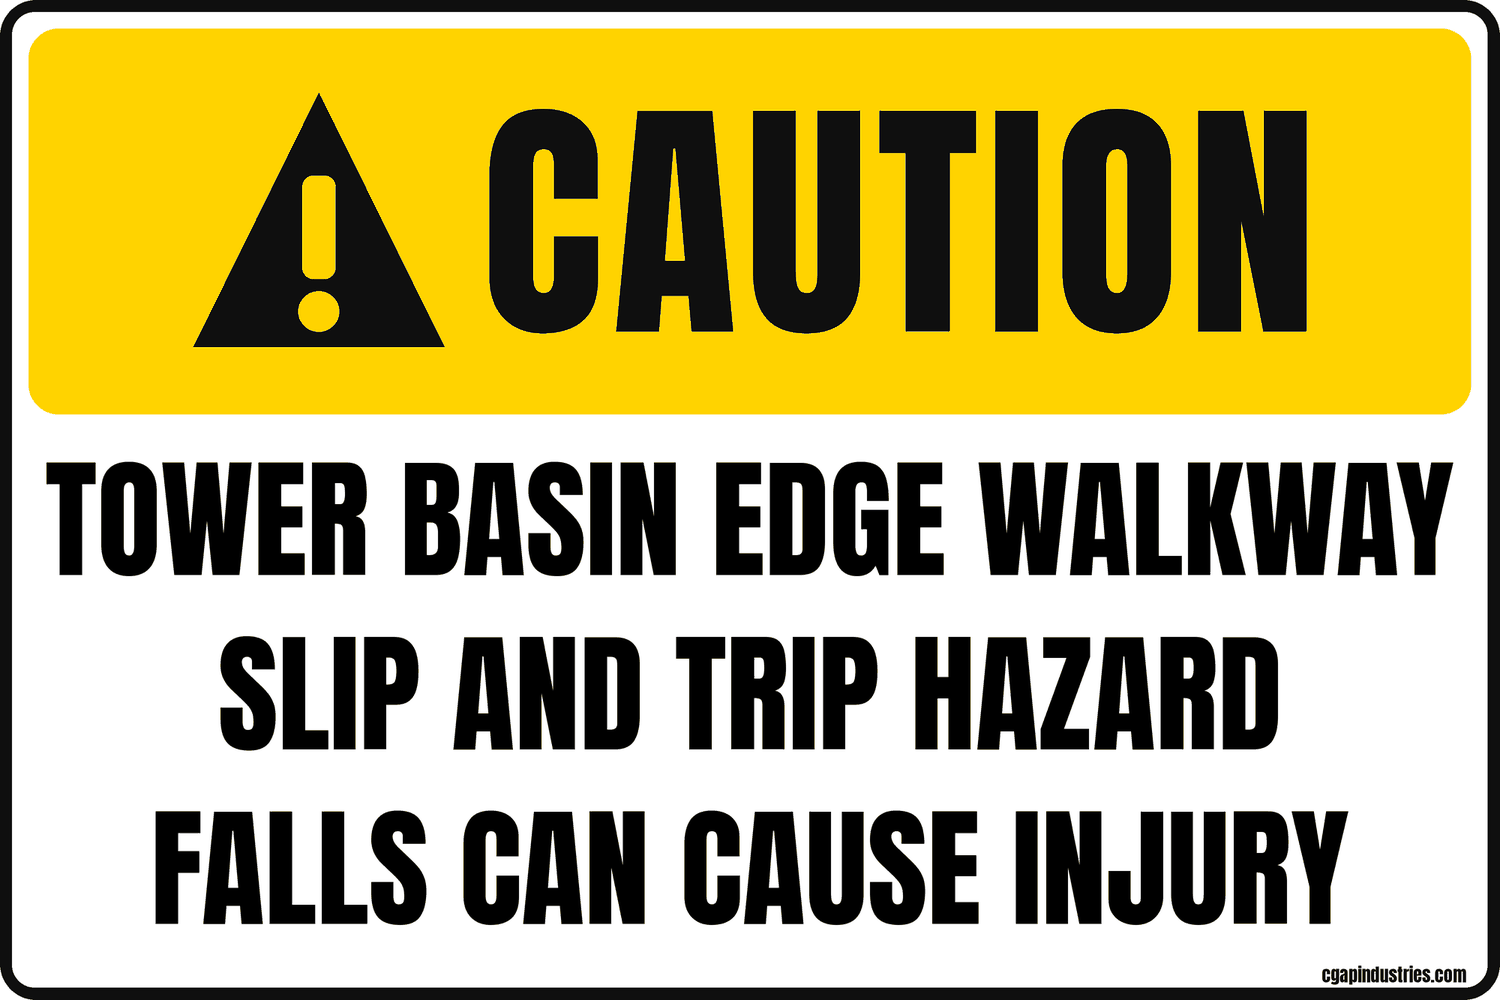 CAUTION
TOWER BASIN EDGE WALKWAY
SLIP AND TRIP HAZARD
FALLS CAN CAUSE INJURY
cgapindustries.com